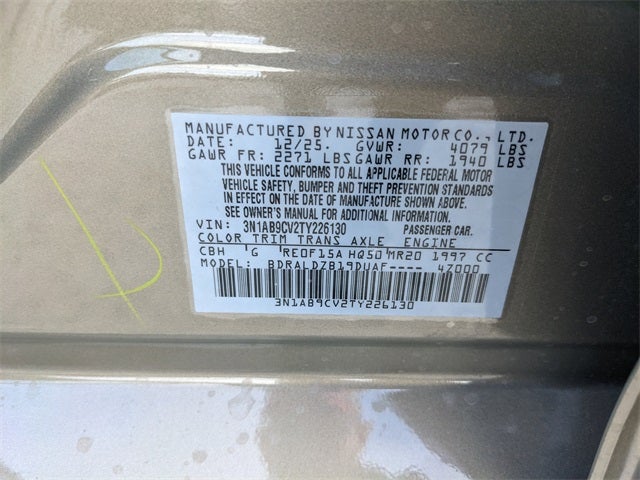 MANUFACTURED BY NISSAN MOTOR CO., LTD.
DATE: 12/25. GVWR: 4079 LBS
GAWR FR: 2271 LBS GAWR RR: 1940 LBS
THIS VEHICLE CONFORMS TO ALL APPLICABLE FEDERAL MOTOR
VEHICLE SAFETY, BUMPER AND THEFT PREVENTION STANDARDS
IN EFFECT ON THE DATE OF MANUFACTURE SHOWN ABOVE.
SEE OWNER'S MANUAL FOR ADDITIONAL INFORMATION.
VIN: 3N1AB9CV2TY226130 PASSENGER CAR.
COLOR TRIM TRANS AXLE ENGINE
CBH G RE0F15A HQ50 MR20 1997 CC
MODEL: BDRALDZB19DUAF---- 47000
3N1AB9CV2TY226130